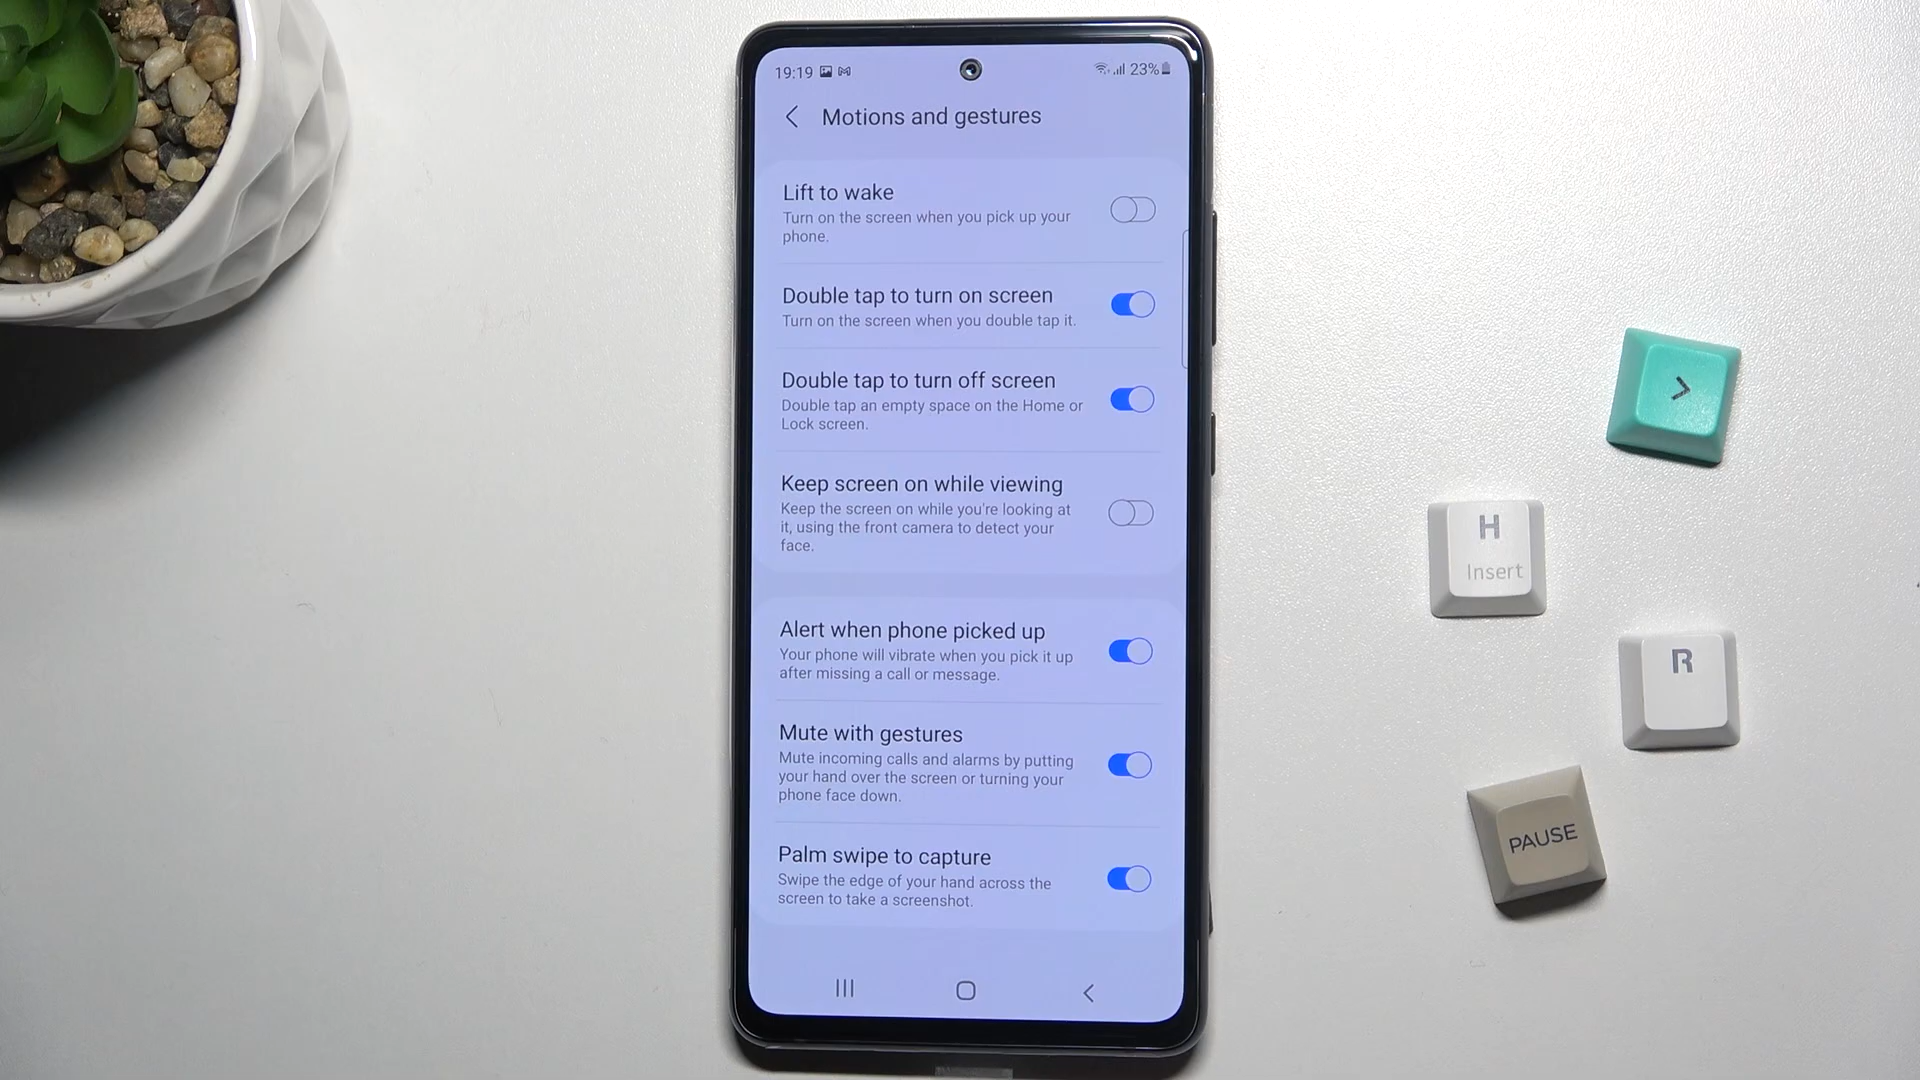 19:19
23%
Motions and gestures
Lift to wake
Turn on the screen when you pick up your
phone.
Double tap to turn on screen
Turn on the screen when you double tap it.
Double tap to turn off screen
Double tap an empty space on the Home or
Lock screen.
Keep screen on while viewing
Keep the screen on while you're looking at
it, using the front camera to detect your
face.
Alert when phone picked up
Your phone will vibrate when you pick it up
after missing a call or message.
Mute with gestures
Mute incoming calls and alarms by putting
your hand over the screen or turning your
phone face down.
Palm swipe to capture
Swipe the edge of your hand across the
screen to take a screenshot.
>
H
Insert
R
PAUSE